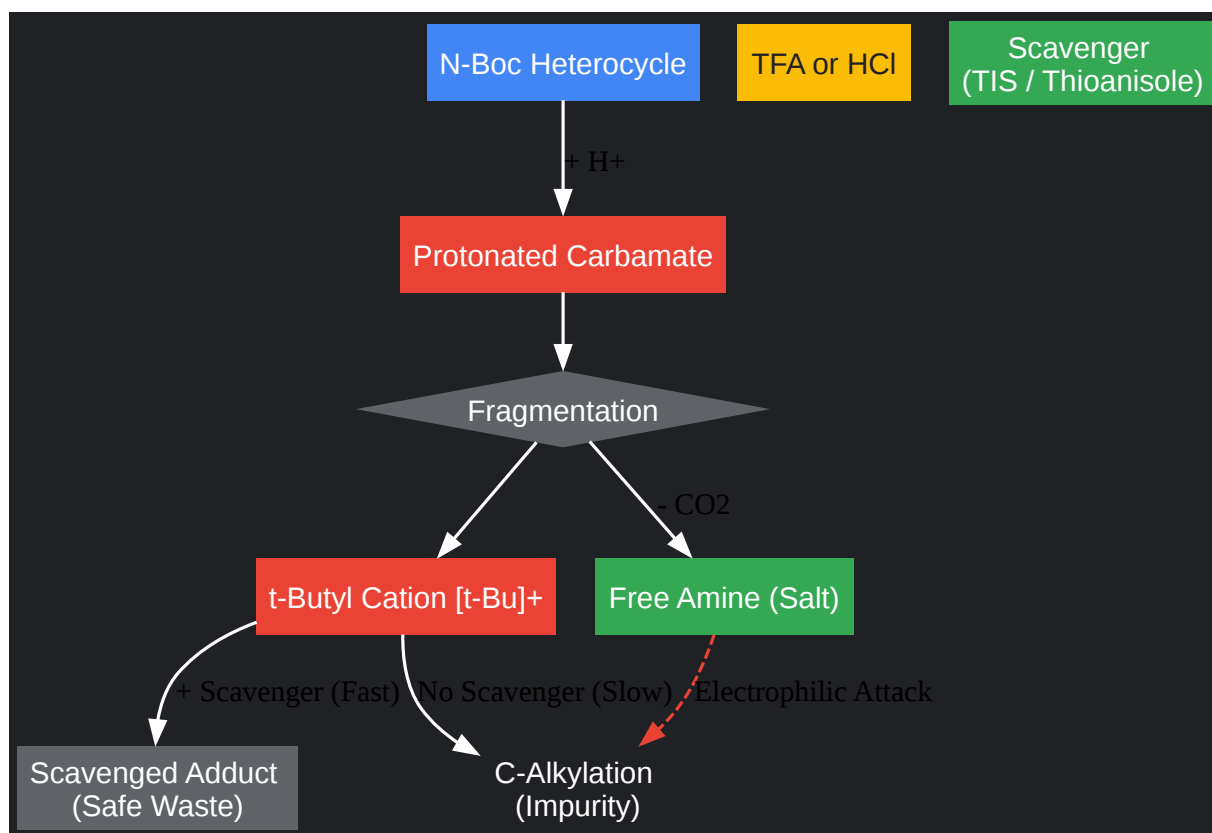 N-Boc Heterocycle
TFA or HCl
Scavenger
(TIS / Thioanisole)
+ H+
Protonated Carbamate
Fragmentation
- CO2
t-Butyl Cation [t-Bu]+
Free Amine (Salt)
+ Scavenger (Fast)
No Scavenger (Slow)
Electrophilic Attack
Scavenged Adduct
(Safe Waste)
C-Alkylation
(Impurity)